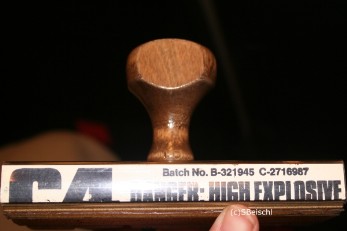 Batch No. B-321945 C-2716987
C4 DANGER: HIGH EXPLOSIVE
(c)SBeischl